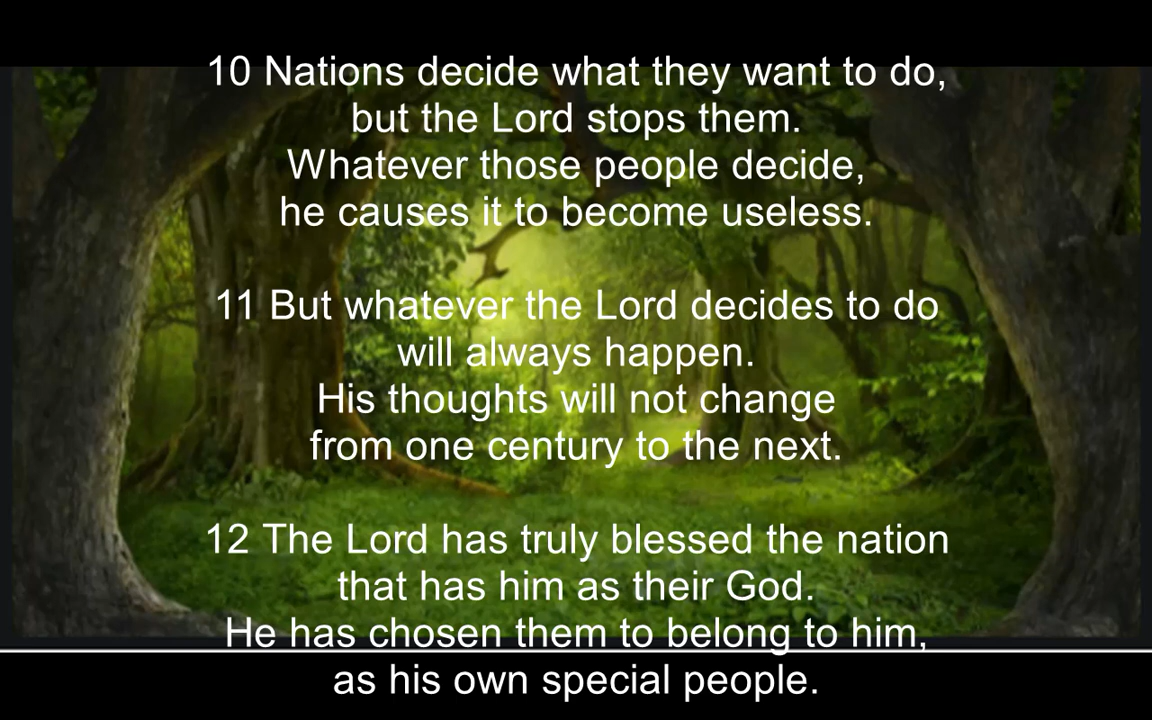 10 Nations decide what they want to do,
but the Lord stops them.
Whatever those people decide,
he causes it to become useless.
11 But whatever the Lord decides to do
will always happen.
His thoughts will not change
from one century to the next.
12 The Lord has truly blessed the nation
that has him as their God.
He has chosen them to belong to him,
as his own special people.